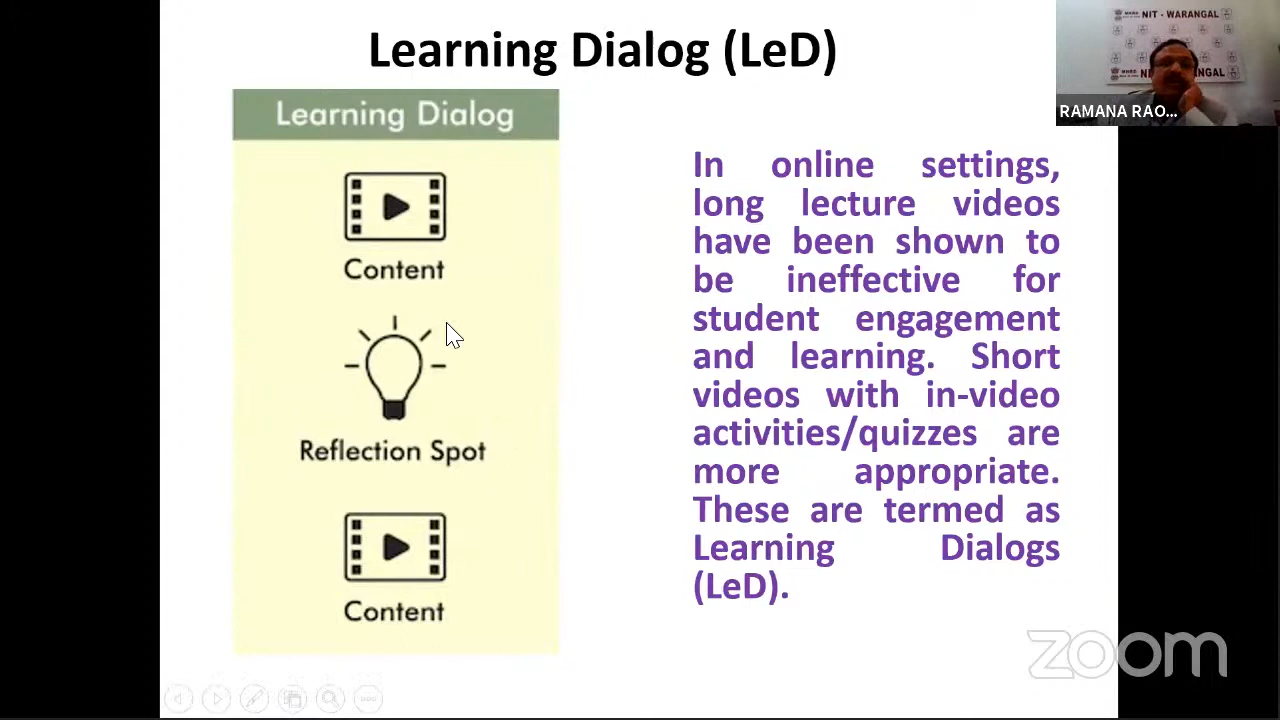 Learning Dialog (LeD)
NIT - WARANGAL
RAMANA RAO...
Learning Dialog
Content
Reflection Spot
Content
In online settings,
long lecture videos
have been shown to
be ineffective for
student engagement
and learning. Short
videos with in-video
activities/quizzes are
more appropriate.
These are termed as
Learning Dialogs
(LeD).
zoom